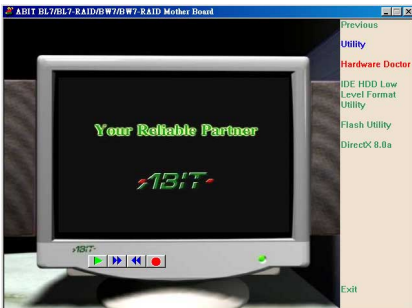 ABIT BL7/BL7-RAID/BW7/BW7-RAID Mother Board
Your Reliable Partner
ABIT
ABIT
Previous
Utility
Hardware Doctor
IDE HDD Low
Level Format
Utility
Flash Utility
DirectX 8.0a
Exit